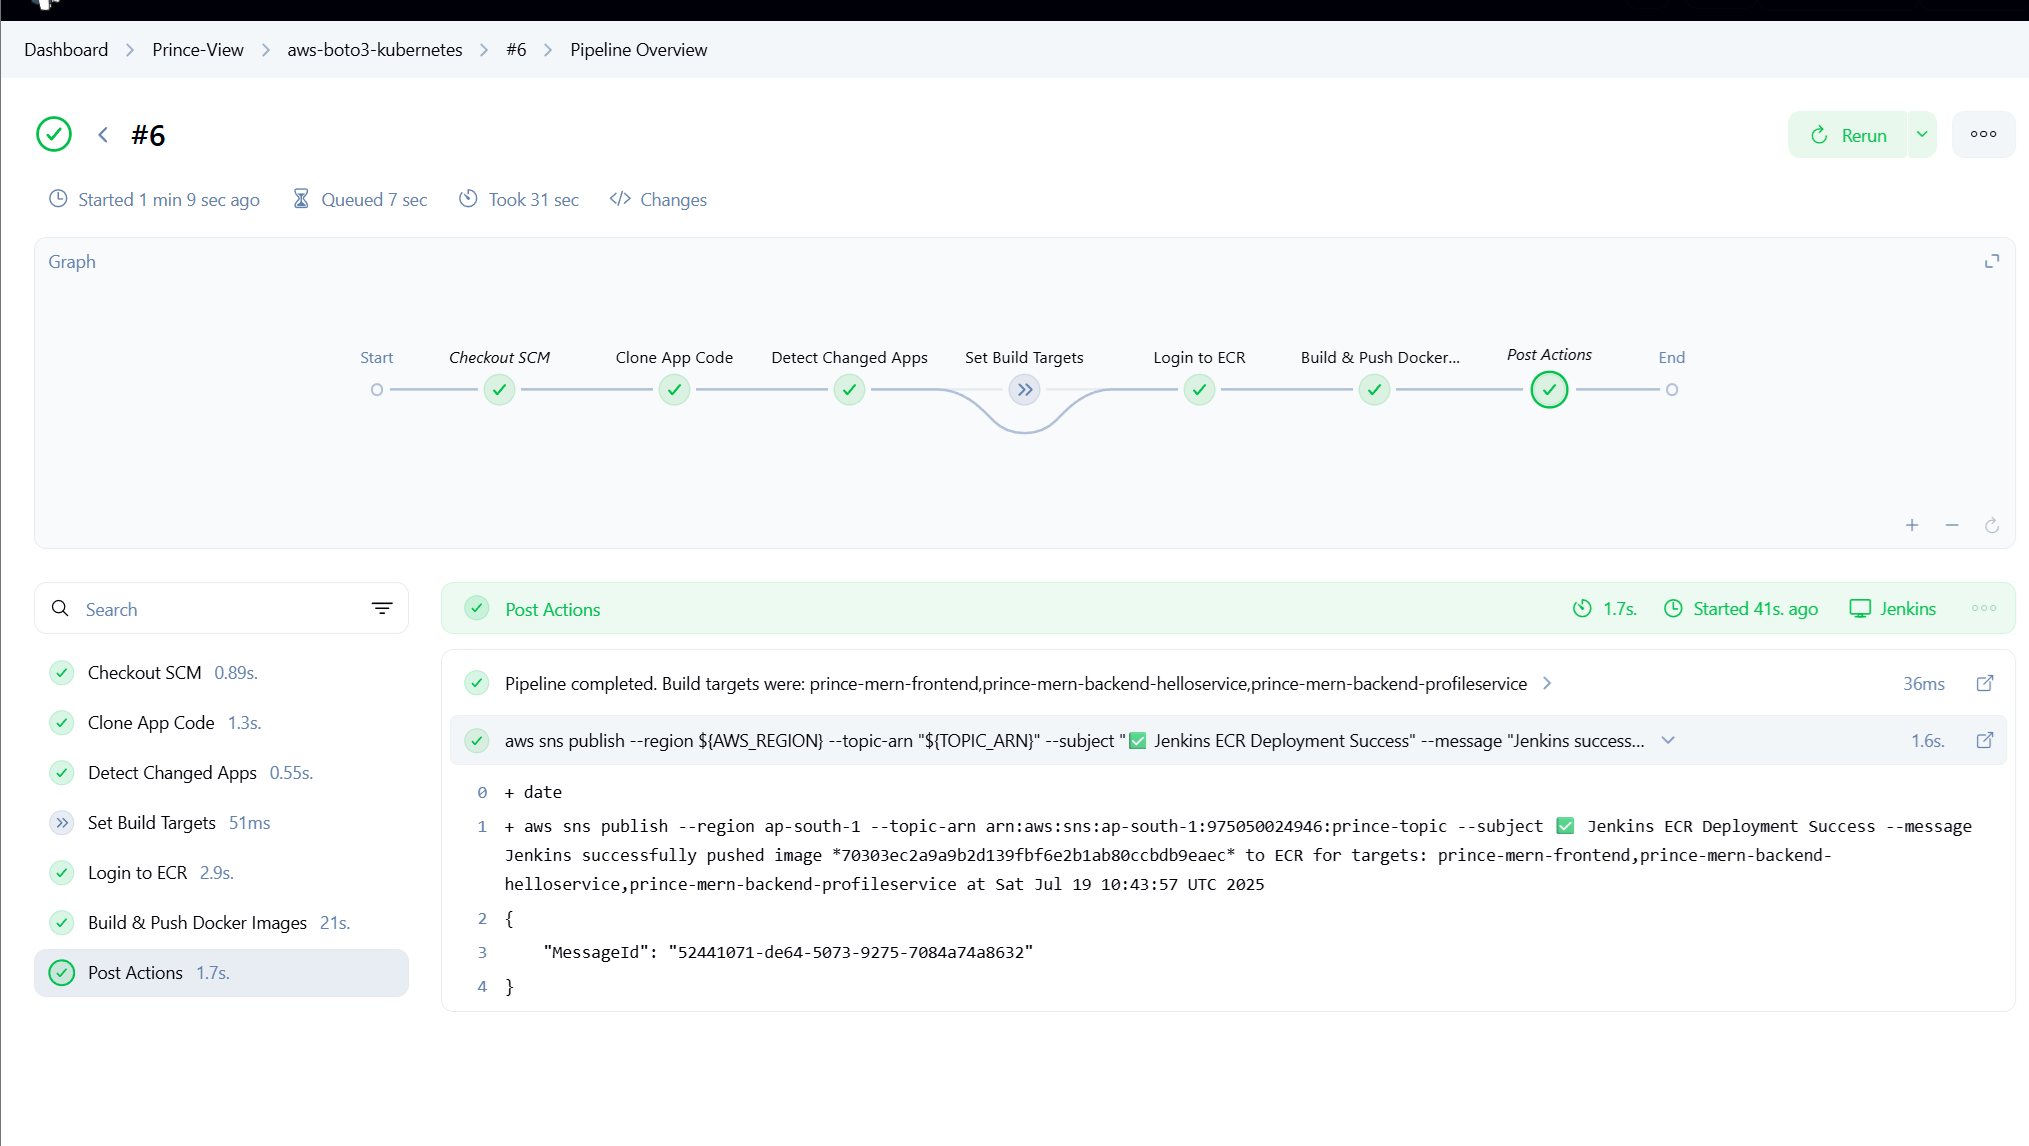 Dashboard > Prince-View > aws-boto3-kubernetes > #6 > Pipeline Overview
#6
Rerun
Started 1 min 9 sec ago Queued 7 sec Took 31 sec </> Changes
Graph
Start Checkout SCM Clone App Code Detect Changed Apps Set Build Targets Login to ECR Build & Push Docker... Post Actions End
Search
Checkout SCM 0.89s.
Clone App Code 1.3s.
Detect Changed Apps 0.55s.
Set Build Targets 51ms
Login to ECR 2.9s.
Build & Push Docker Images 21s.
Post Actions 1.7s.
Post Actions 1.7s. Started 41s. ago Jenkins
Pipeline completed. Build targets were: prince-mern-frontend,prince-mern-backend-helloservice,prince-mern-backend-profileservice 36ms
aws sns publish --region ${AWS_REGION} --topic-arn "${TOPIC_ARN}" --subject "✅ Jenkins ECR Deployment Success" --message "Jenkins success... 1.6s.
0 + date
1 + aws sns publish --region ap-south-1 --topic-arn arn:aws:sns:ap-south-1:975050024946:prince-topic --subject ✅ Jenkins ECR Deployment Success --message
Jenkins successfully pushed image *70303ec2a9a9b2d139fbf6e2b1ab80ccbdb9eaec* to ECR for targets: prince-mern-frontend,prince-mern-backend-
helloservice,prince-mern-backend-profileservice at Sat Jul 19 10:43:57 UTC 2025
2 {
3 "MessageId": "52441071-de64-5073-9275-7084a74a8632"
4 }